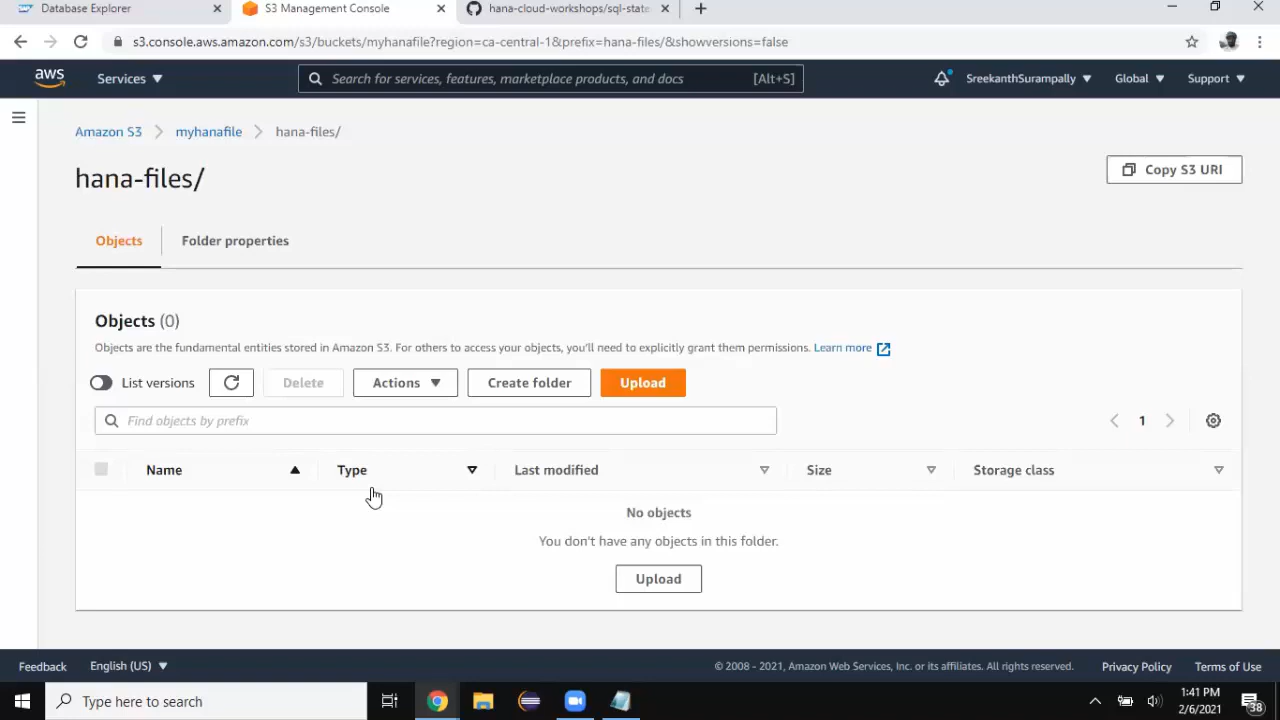 Database Explorer
S3 Management Console
hana-cloud-workshops/sql-state
s3.console.aws.amazon.com/s3/buckets/myhanafile?region=ca-central-1&prefix=hana-files/&showversions=false
aws
Services
Search for services, features, marketplace products, and docs
[Alt+S]
SreekanthSurampally
Global
Support
Amazon S3
myhanafile
hana-files/
hana-files/
Copy S3 URI
Objects
Folder properties
Objects (0)
Objects are the fundamental entities stored in Amazon S3. For others to access your objects, you'll need to explicitly grant them permissions. Learn more
List versions
Delete
Actions
Create folder
Upload
Find objects by prefix
1
Name
Type
Last modified
Size
Storage class
No objects
You don't have any objects in this folder.
Upload
Feedback
English (US)
© 2008 - 2021, Amazon Web Services, Inc. or its affiliates. All rights reserved.
Privacy Policy
Terms of Use
Type here to search
1:41 PM
2/6/2021
38